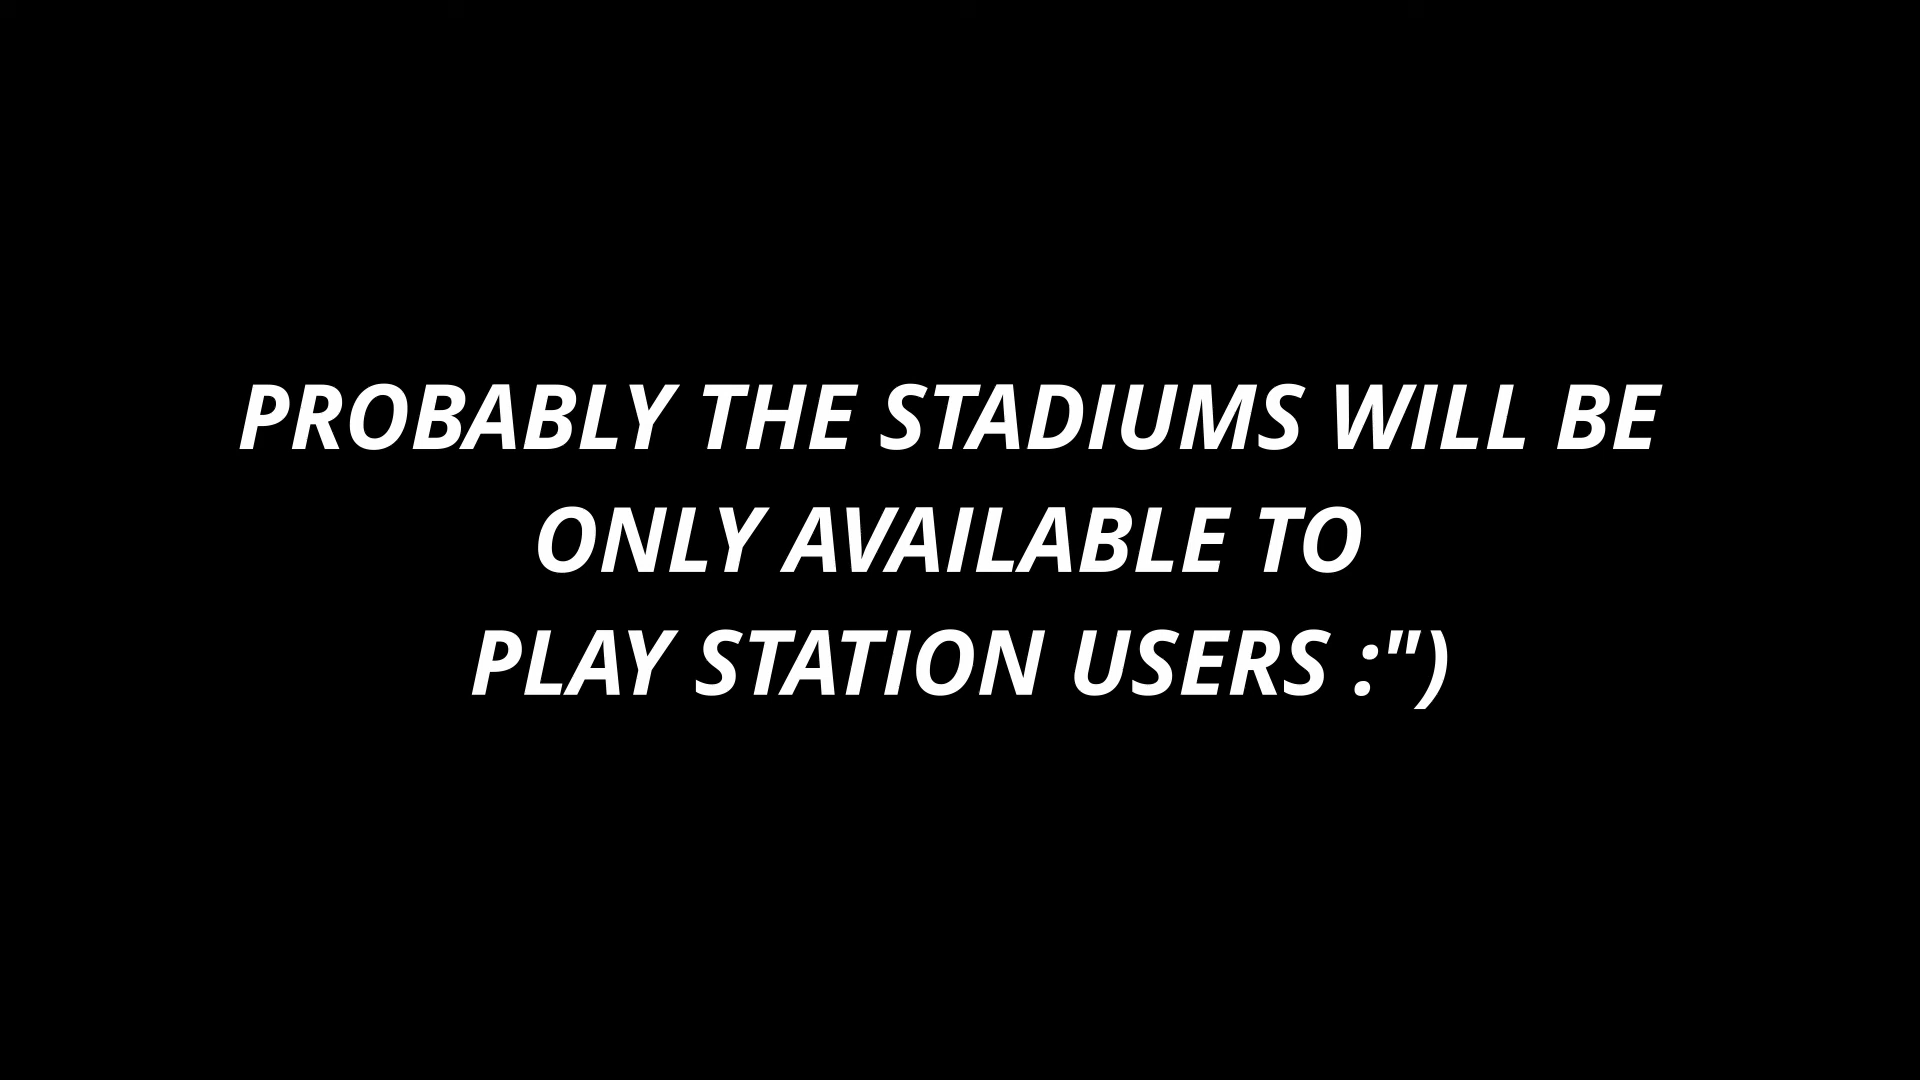 PROBABLY THE STADIUMS WILL BE
ONLY AVAILABLE TO
PLAY STATION USERS :")